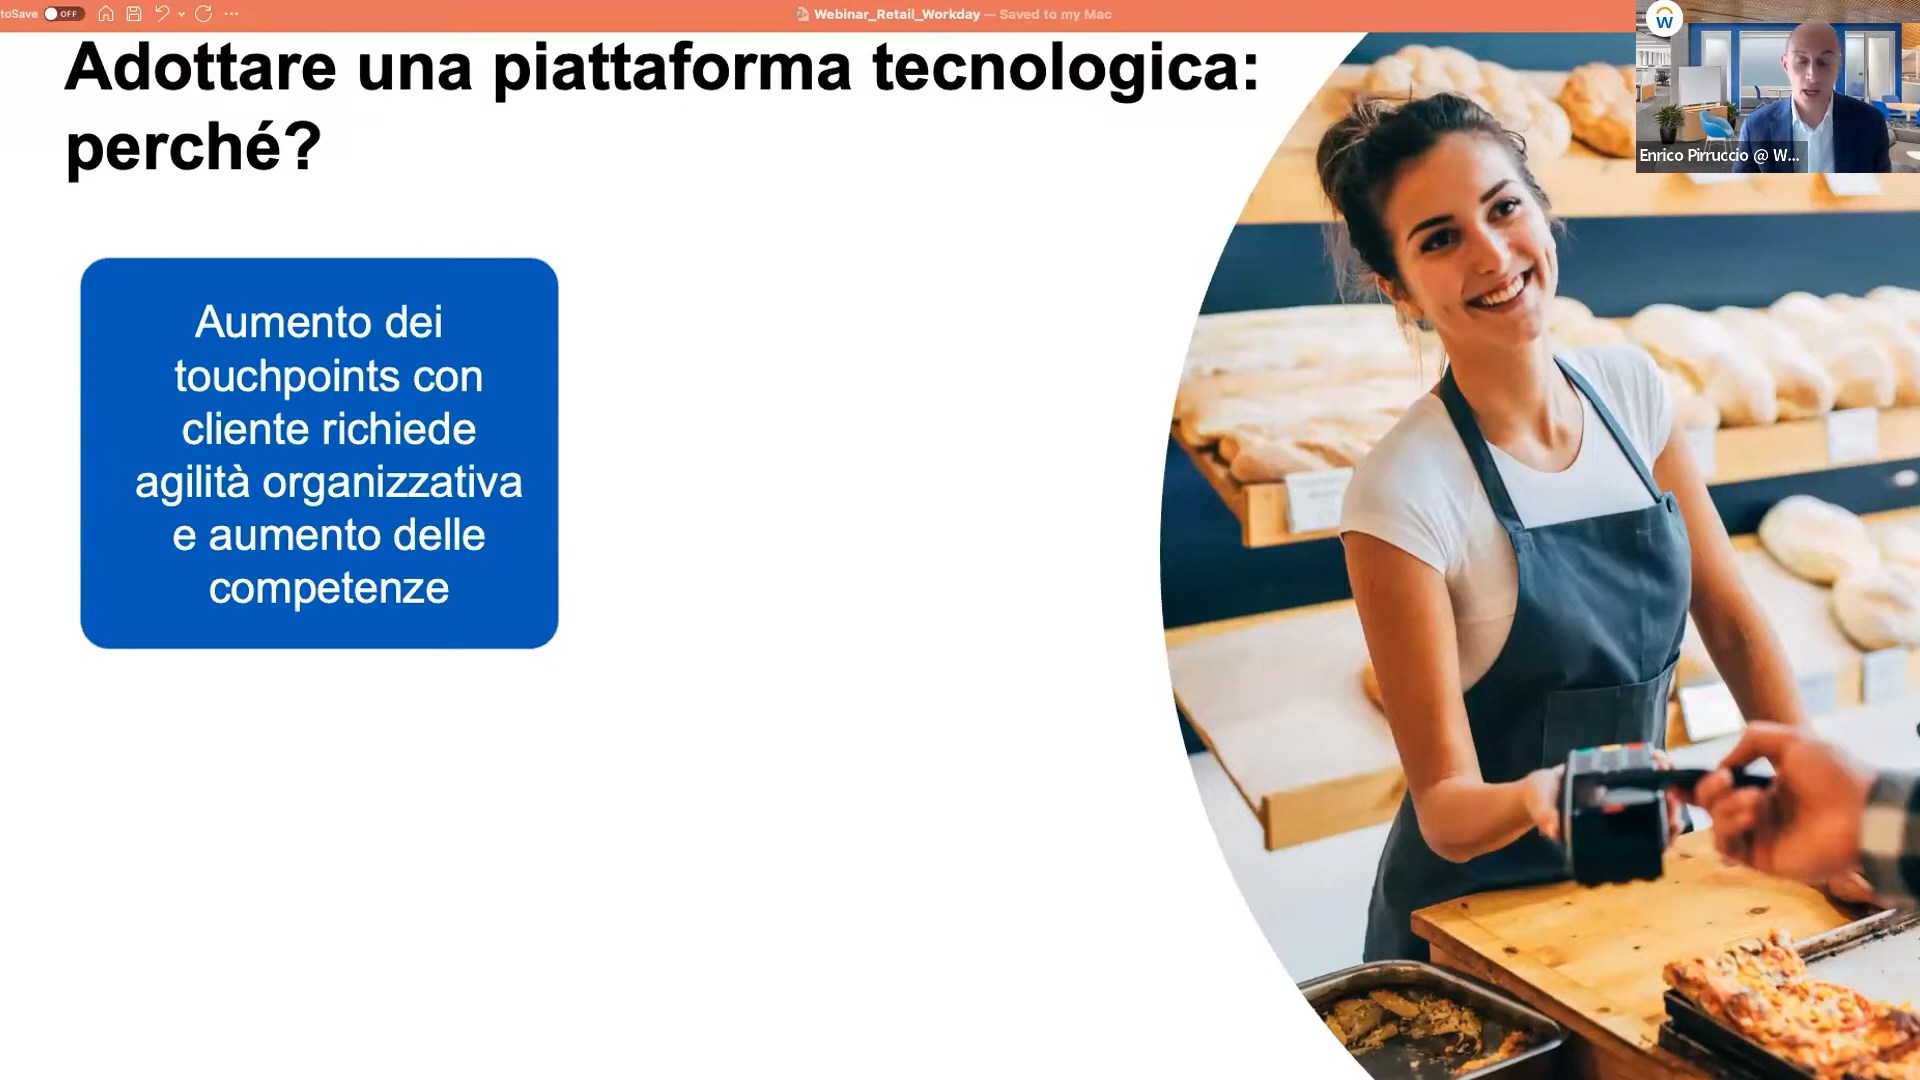 toSave OFF
Webinar_Retail_Workday — Saved to my Mac
w
Enrico Pirruccio @ W...
Adottare una piattaforma tecnologica:
perché?
Aumento dei
touchpoints con
cliente richiede
agilità organizzativa
e aumento delle
competenze